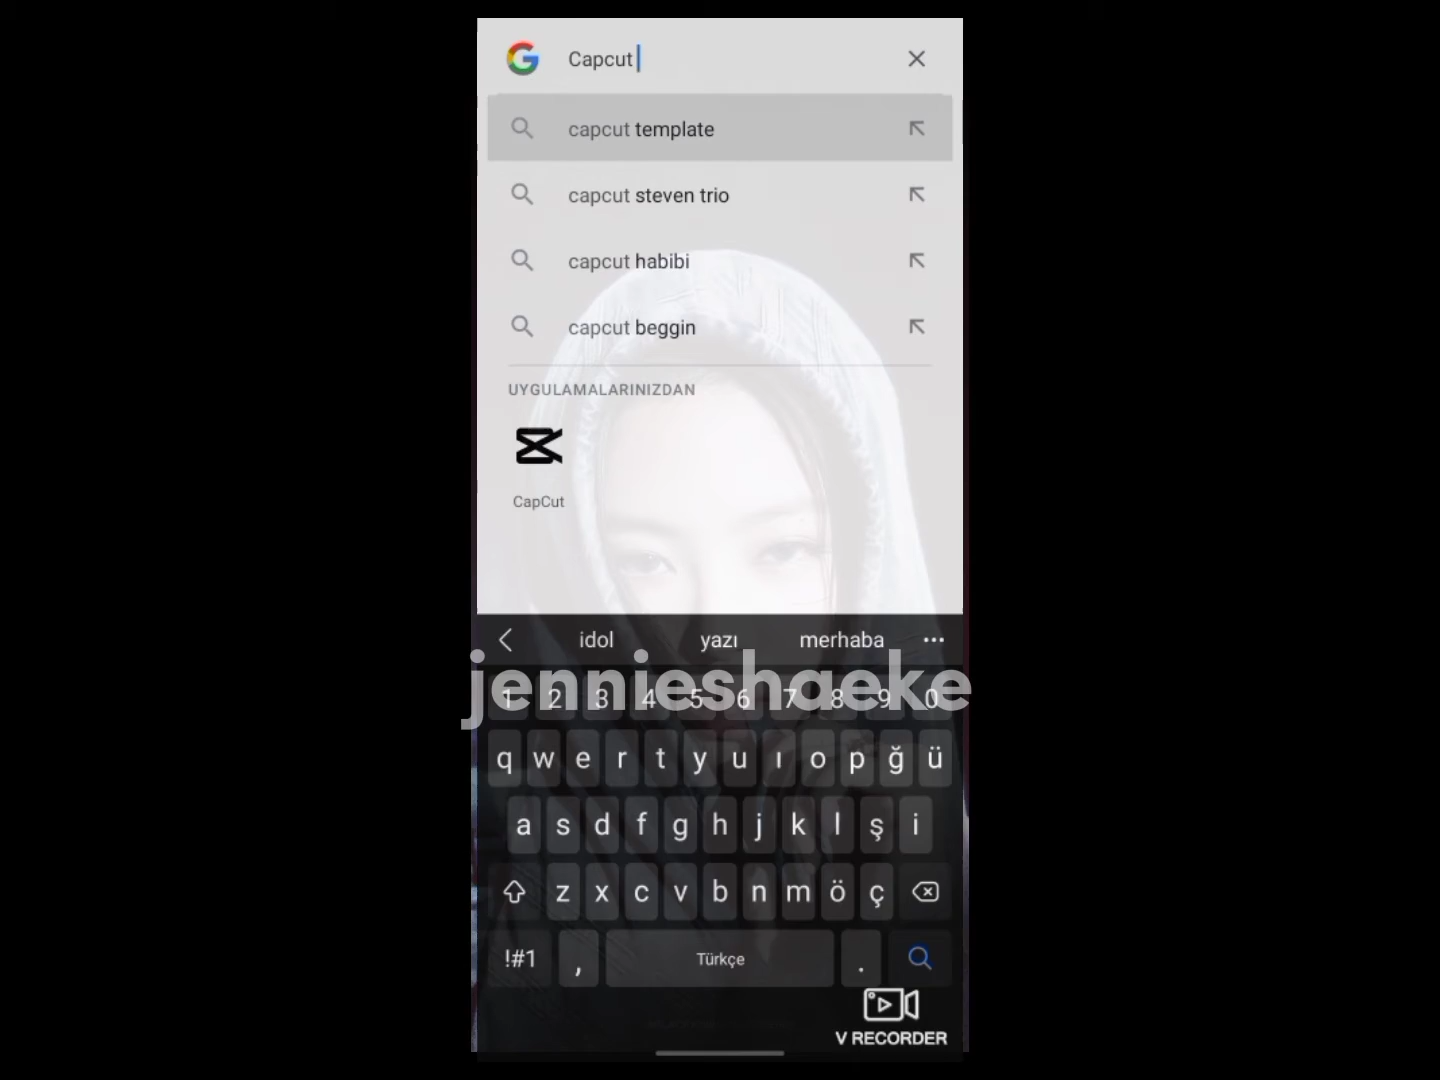 Capcut
capcut template
capcut steven trio
capcut habibi
capcut beggin
UYGULAMALARINIZDAN
CapCut
idol yazı merhaba
jennieshaeke
1 2 3 4 5 6 7 8 9 0
q w e r t y u ı o p ğ ü
a s d f g h j k l ş i
z x c v b n m ö ç
!#1 , Türkçe .
V RECORDER